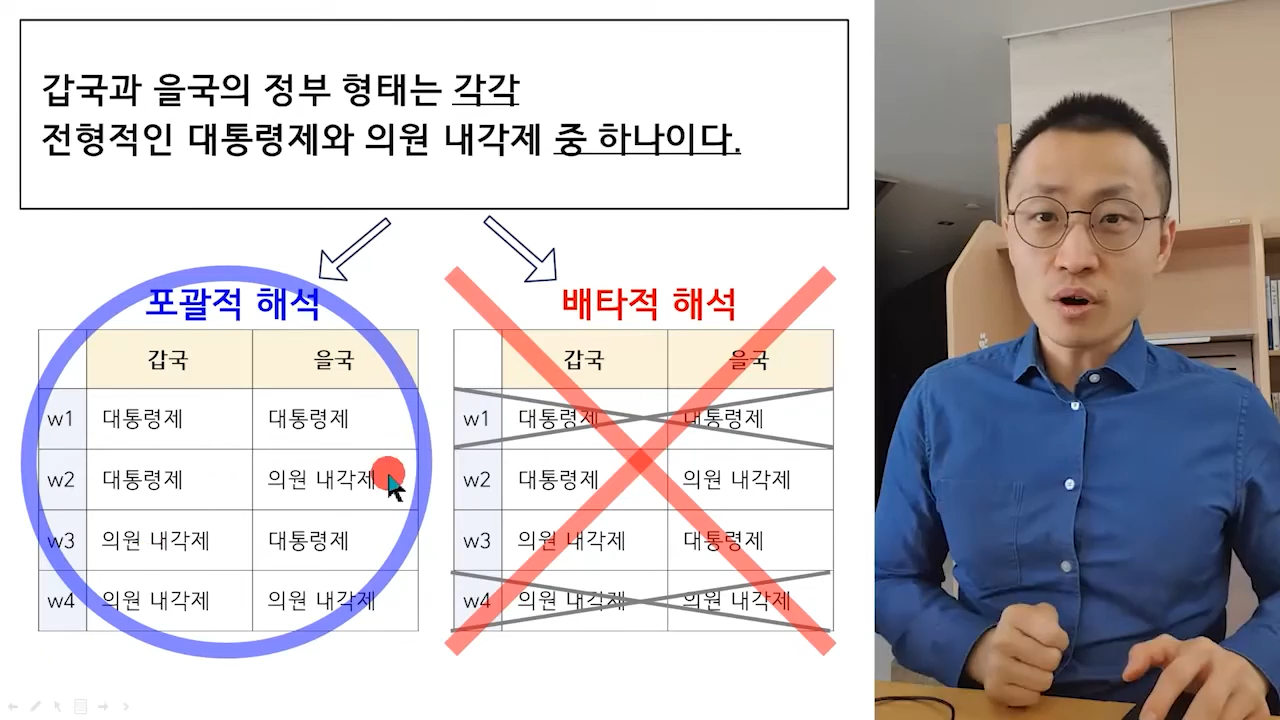 갑국과 을국의 정부 형태는 각각
전형적인 대통령제와 의원 내각제 중 하나이다.
포괄적 해석
갑국 을국
w1 대통령제 대통령제
w2 대통령제 의원 내각제
w3 의원 내각제 대통령제
w4 의원 내각제 의원 내각제
배타적 해석
갑국 을국
w1 대통령제 대통령제
w2 대통령제 의원 내각제
w3 의원 내각제 대통령제
w4 의원 내각제 의원 내각제